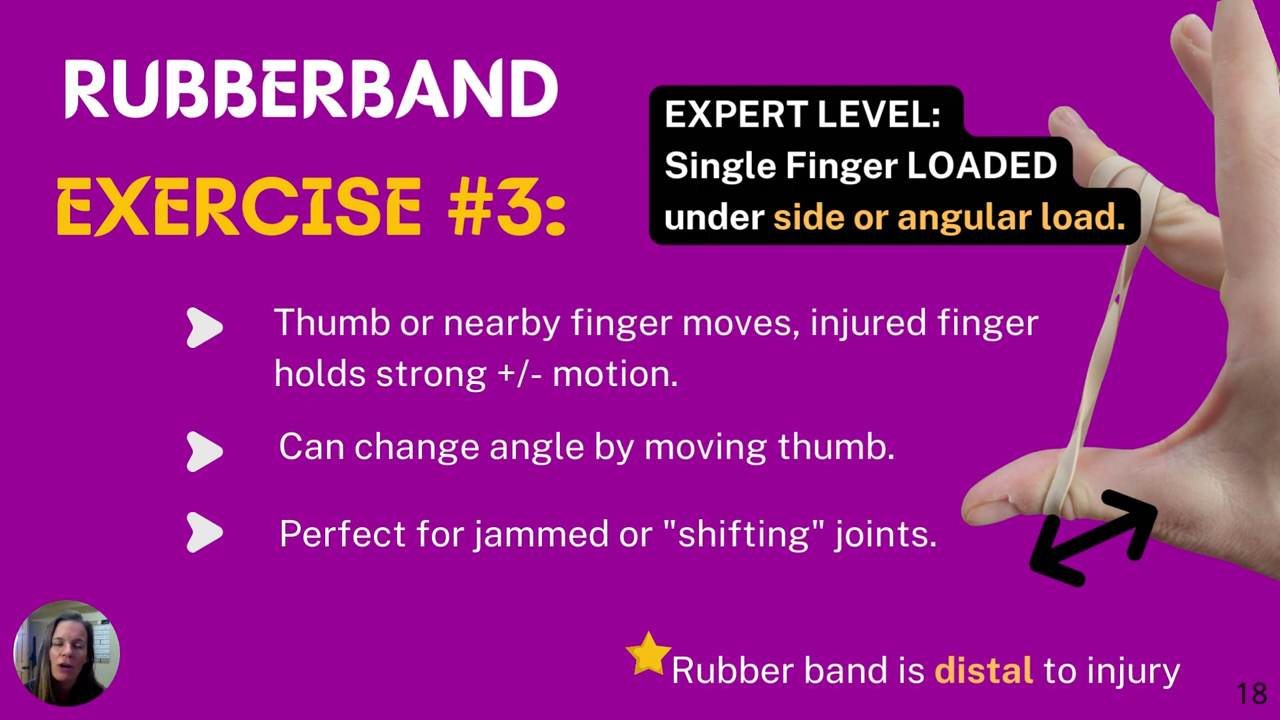 RUBBERBAND
EXERCISE #3:
EXPERT LEVEL:
Single Finger LOADED
under side or angular load.
Thumb or nearby finger moves, injured finger
holds strong +/- motion.
Can change angle by moving thumb.
Perfect for jammed or "shifting" joints.
Rubber band is distal to injury
18